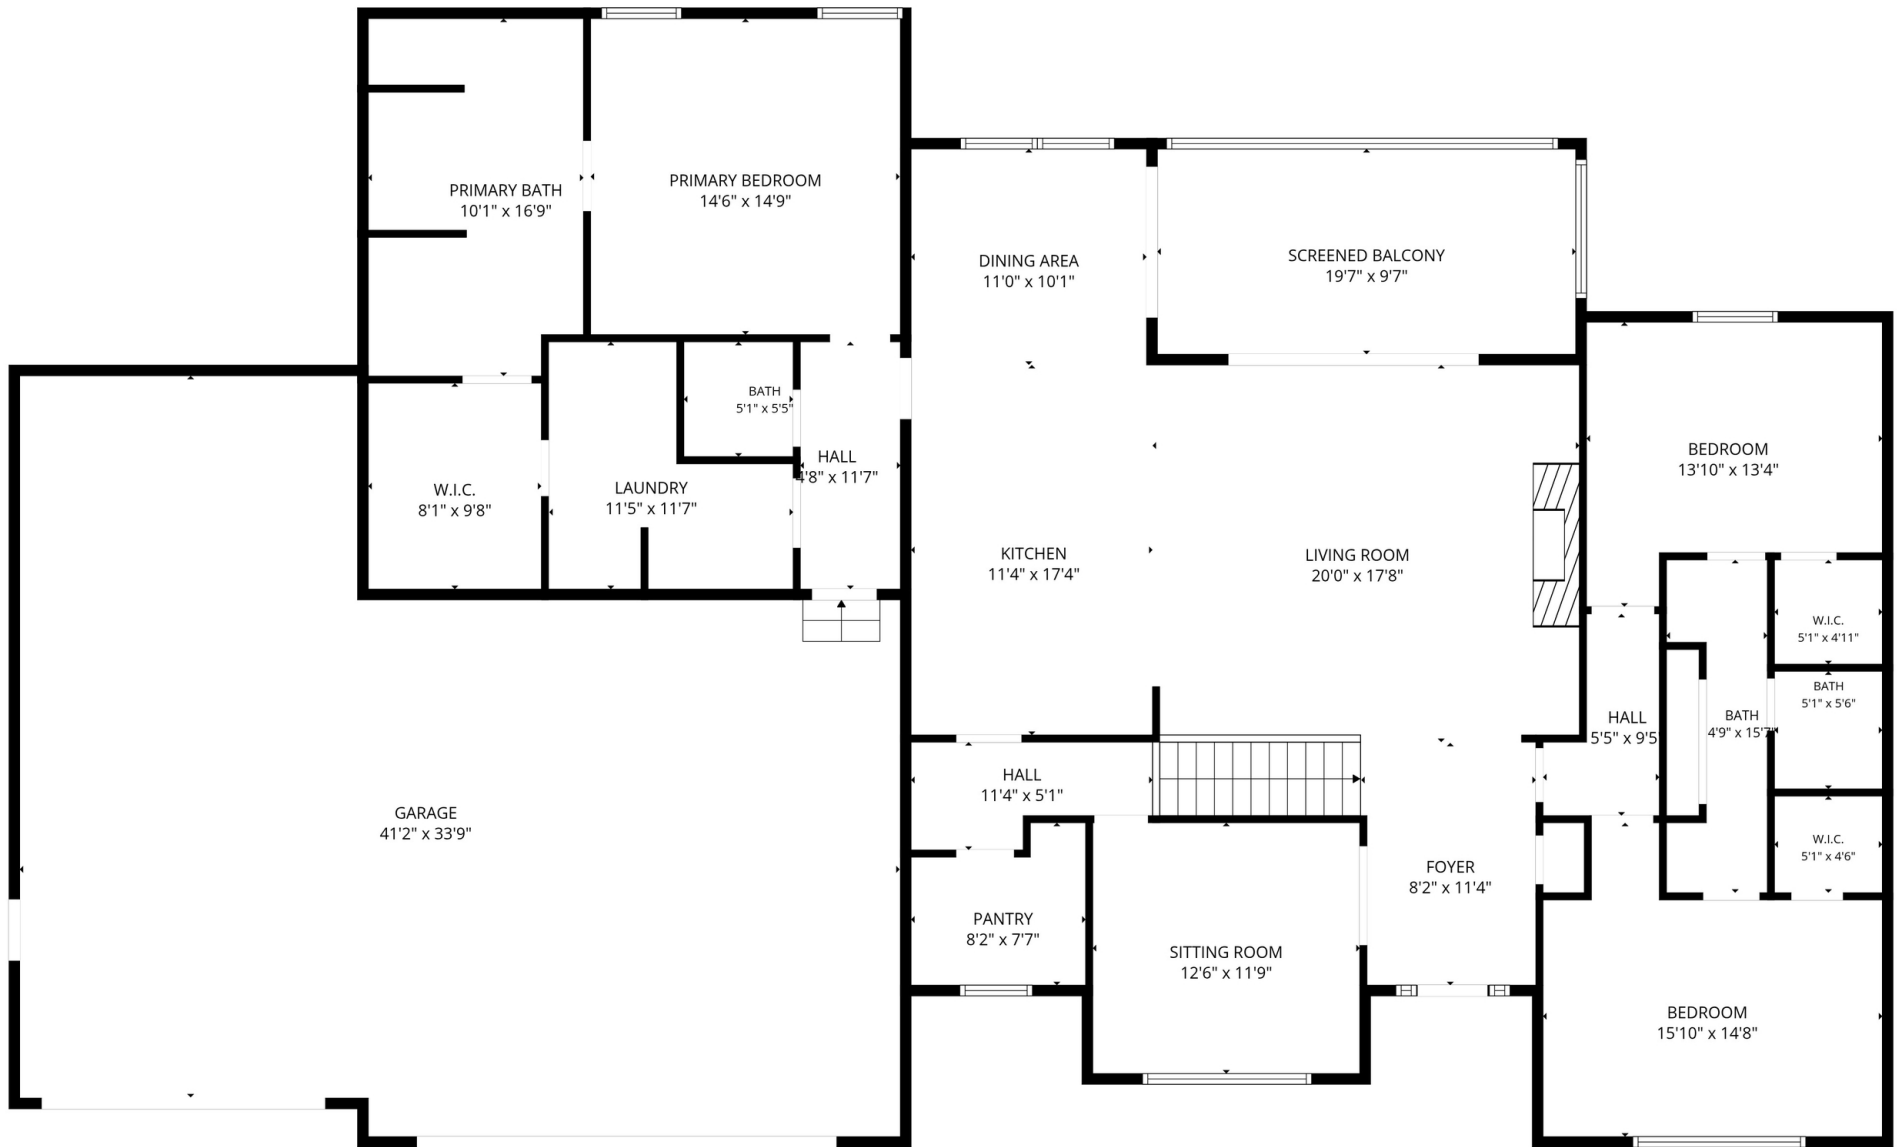 PRIMARY BATH
10'1" x 16'9"
PRIMARY BEDROOM
14'6" x 14'9"
DINING AREA
11'0" x 10'1"
SCREENED BALCONY
19'7" x 9'7"
BATH
5'1" x 5'5"
HALL
4'8" x 11'7"
W.I.C.
8'1" x 9'8"
LAUNDRY
11'5" x 11'7"
KITCHEN
11'4" x 17'4"
LIVING ROOM
20'0" x 17'8"
BEDROOM
13'10" x 13'4"
W.I.C.
5'1" x 4'11"
BATH
5'1" x 5'6"
HALL
5'5" x 9'5"
BATH
4'9" x 15'7"
HALL
11'4" x 5'1"
GARAGE
41'2" x 33'9"
W.I.C.
5'1" x 4'6"
FOYER
8'2" x 11'4"
PANTRY
8'2" x 7'7"
SITTING ROOM
12'6" x 11'9"
BEDROOM
15'10" x 14'8"